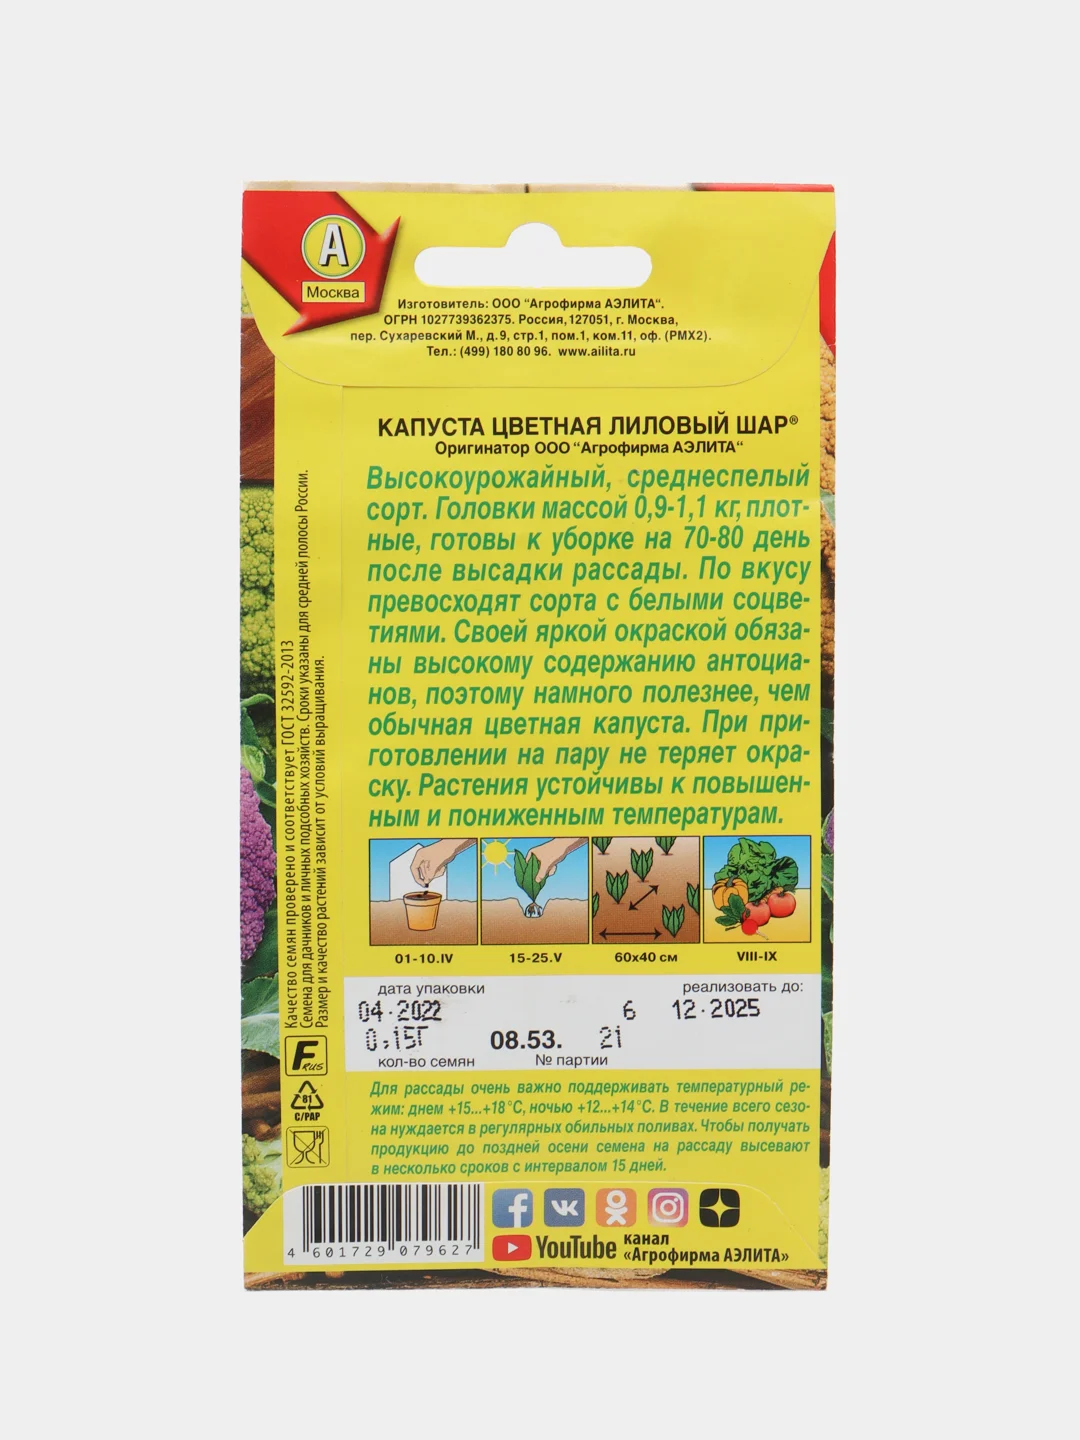 А
Москва
Изготовитель: ООО "Агрофирма АЭЛИТА".
ОГРН 1027739362375. Россия,127051, г. Москва,
пер. Сухаревский М., д.9, стр.1, пом.1, ком.11, оф. (РМХ2).
Тел.: (499) 180 80 96. www.ailita.ru
КАПУСТА ЦВЕТНАЯ ЛИЛОВЫЙ ШАР®
Оригинатор ООО "Агрофирма АЭЛИТА"
Высокоурожайный, среднеспелый
сорт. Головки массой 0,9-1,1 кг, плот-
ные, готовы к уборке на 70-80 день
после высадки рассады. По вкусу
превосходят сорта с белыми соцве-
тиями. Своей яркой окраской обяза-
ны высокому содержанию антоциа-
нов, поэтому намного полезнее, чем
обычная цветная капуста. При при-
готовлении на пару не теряет окра-
ску. Растения устойчивы к повышен-
ным и пониженным температурам.
01-10.IV 15-25.V 60х40 см VIII-IX
дата упаковки реализовать до:
04·2022 6 12·2025
0,15Г 08.53. 21
кол-во семян № партии
Для рассады очень важно поддерживать температурный ре-
жим: днем +15...+18°С, ночью +12...+14°С. В течение всего сезо-
на нуждается в регулярных обильных поливах. Чтобы получать
продукцию до поздней осени семена на рассаду высевают
в несколько сроков с интервалом 15 дней.
Качество семян проверено и соответствует ГОСТ 32592-2013
Семена для дачников и личных подсобных хозяйств. Сроки указаны для средней полосы России.
Размер и качество растений зависит от условий выращивания.
F RUS
81
C/PAP
4 601729 079627
YouTube
канал
«Агрофирма АЭЛИТА»